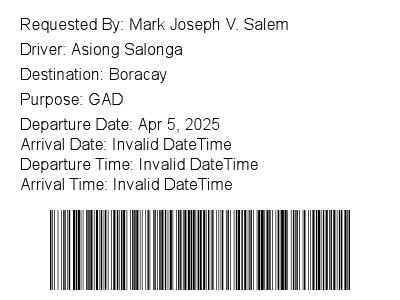 Requested By: Mark Joseph V. Salem
Driver: Asiong Salonga
Destination: Boracay
Purpose: GAD
Departure Date: Apr 5, 2025
Arrival Date: Invalid DateTime
Departure Time: Invalid DateTime
Arrival Time: Invalid DateTime